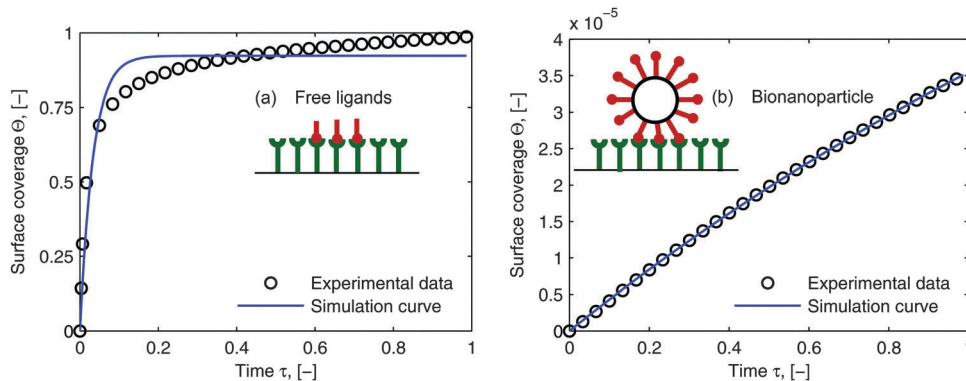 1
0.75
0.5
0.25
0
Surface coverage Θ, [–]
(a) Free ligands
Experimental data
Simulation curve
0 0.2 0.4 0.6 0.8 1
Time τ, [–]
× 10⁻⁵
4
3.5
3
2.5
2
1.5
1
0.5
0
Surface coverage Θ, [–]
(b) Bionanoparticle
Experimental data
Simulation curve
0 0.2 0.4 0.6 0.8 1
Time τ, [–]